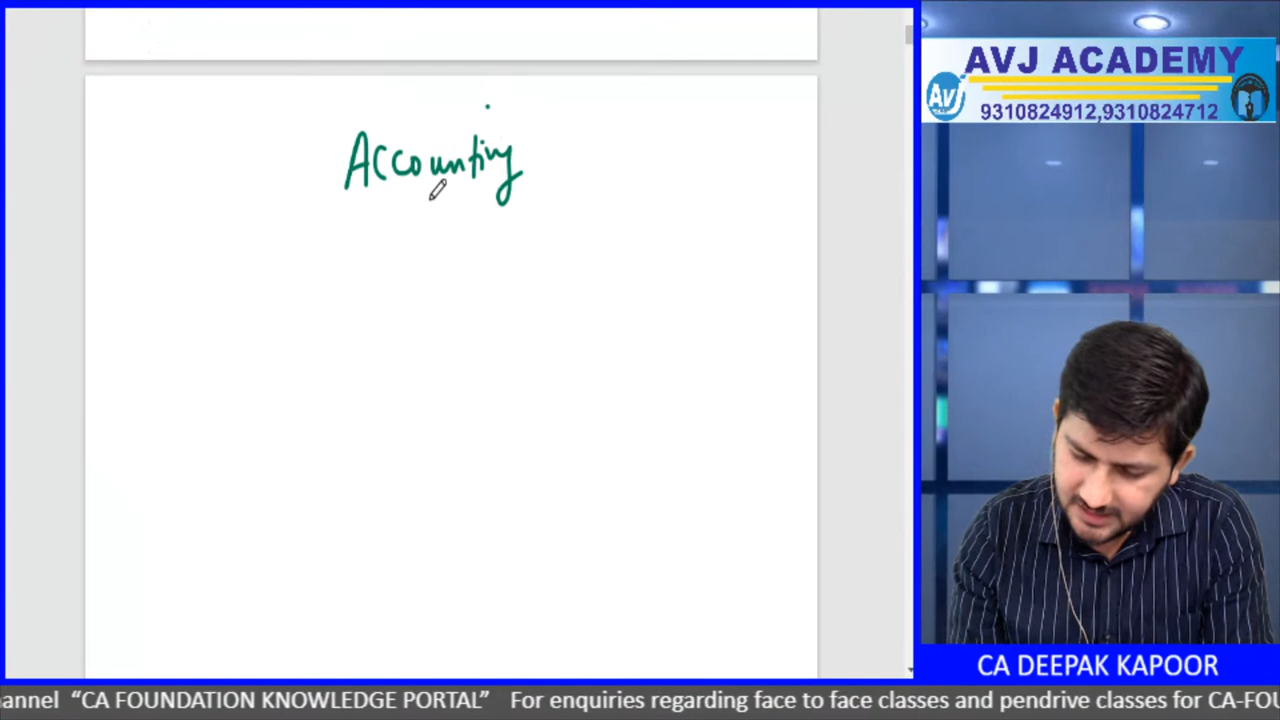 Accounting
AVJ ACADEMY
AVJ
9310824912,9310824712
CA DEEPAK KAPOOR
annel “CA FOUNDATION KNOWLEDGE PORTAL” For enquiries regarding face to face classes and pendrive classes for CA-FOU